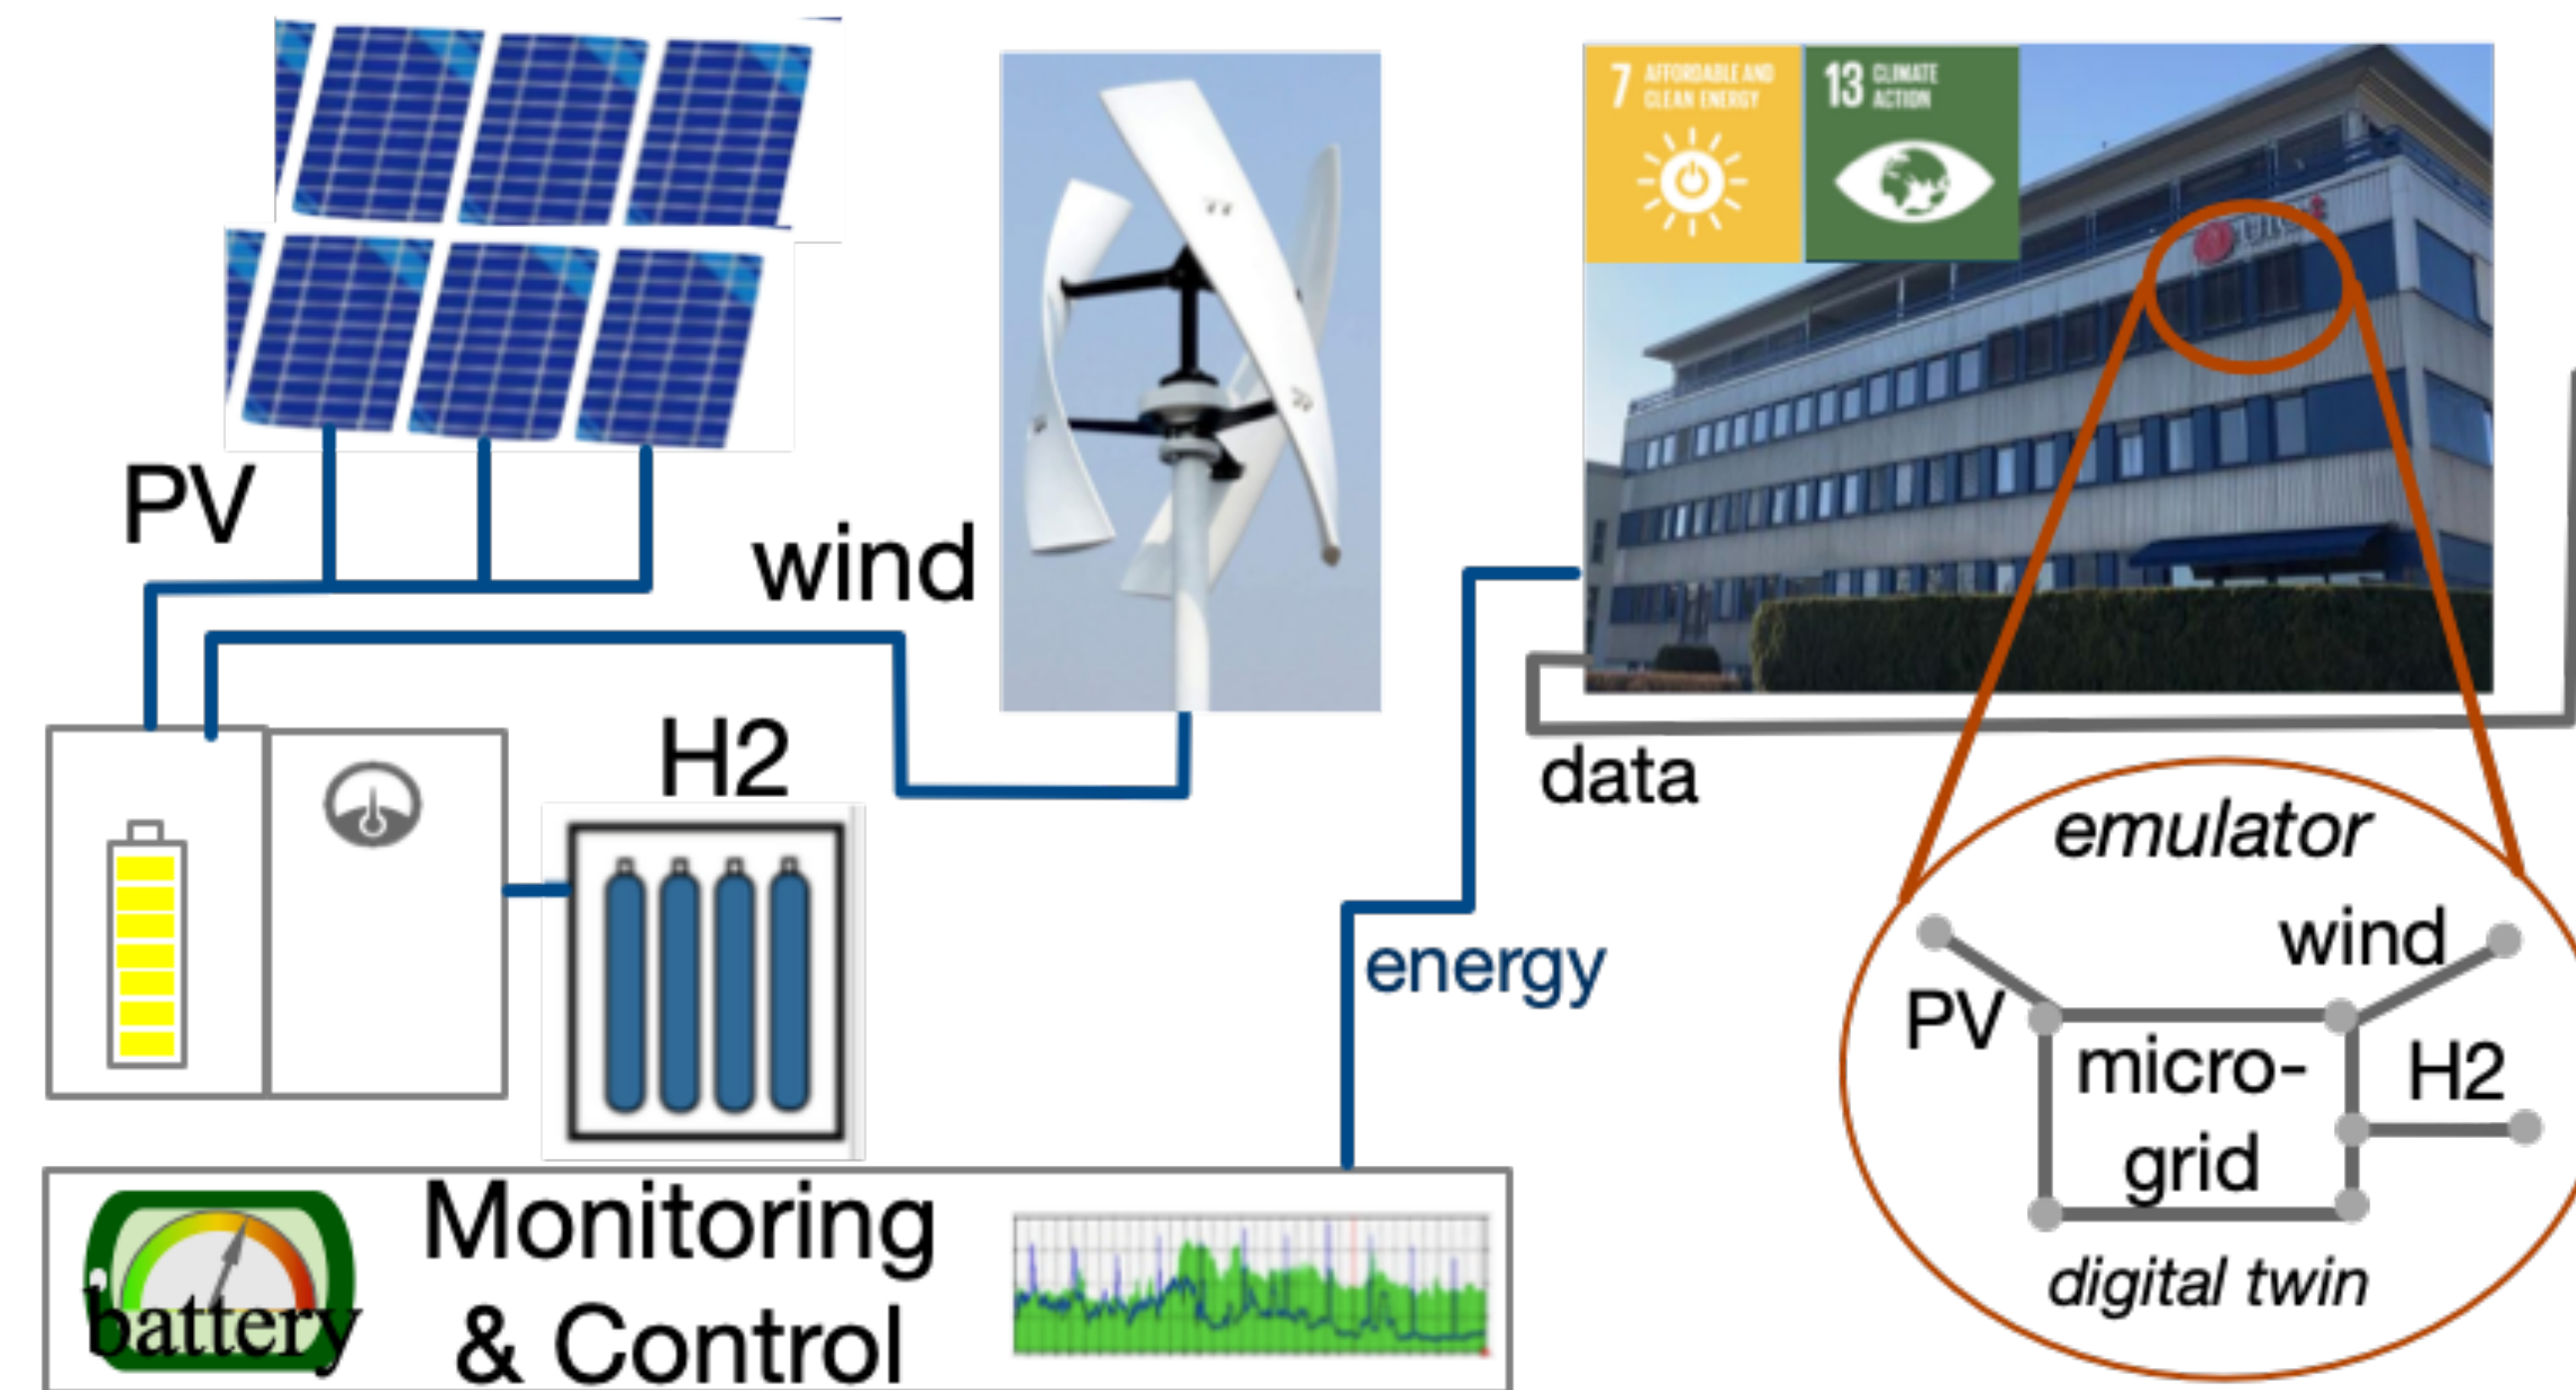 7 AFFORDABLE AND
CLEAN ENERGY
13 CLIMATE
ACTION
PV
wind
H2
data
energy
emulator
wind
PV
micro-
grid
H2
digital twin
battery
Monitoring
& Control